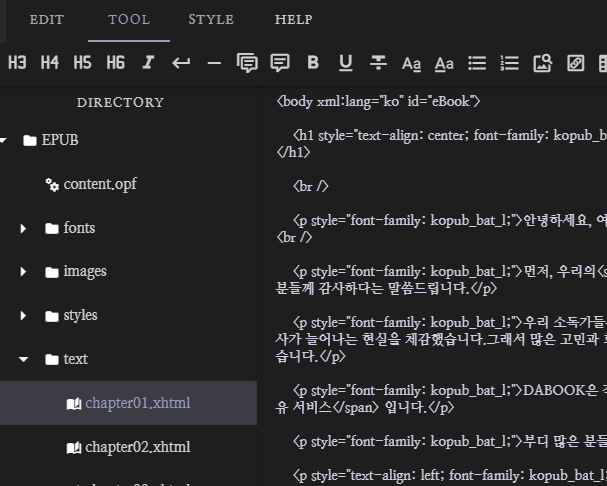 EDIT TOOL STYLE HELP
H3 H4 H5 H6 I B U T Aa Aa
DIRECTORY
EPUB
content.opf
fonts
images
styles
text
chapter01.xhtml
chapter02.xhtml
<body xml:lang="ko" id="eBook">
<h1 style="text-align: center; font-family: kopub_bat_l;
</h1>
<br />
<p style="font-family: kopub_bat_l;">안녕하세요, 여
<br />
<p style="font-family: kopub_bat_l;">먼저, 우리의<s
분들께 감사하다는 말씀드립니다.</p>
<p style="font-family: kopub_bat_l;">우리 소독가들
사가 늘어나는 현실을 체감했습니다.그래서 많은 고민과
습니다.</p>
<p style="font-family: kopub_bat_l;">DABOOK은
유 서비스</span> 입니다.</p>
<p style="font-family: kopub_bat_l;">부디 많은 분들
<p style="text-align: left; font-family: kopub_bat_l;